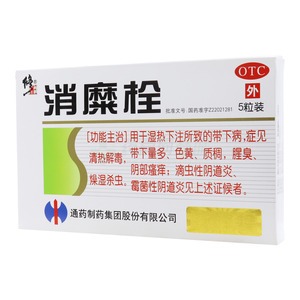 修正
OTC
消糜栓
外
批准文号：国药准字Z22021281
5粒装
[功能主治]用于湿热下注所致的带下病,症见
清热解毒。带下量多、色黄、质稠,腥臭、
阴部瘙痒;滴虫性阴道炎、
燥湿杀虫。霉菌性阴道炎见上述证候者。
通药制药集团股份有限公司